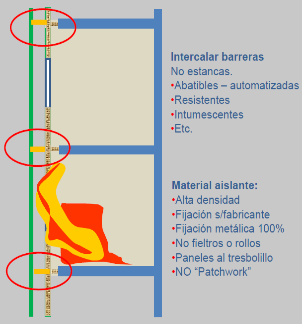 Intercalar barreras
No estancas.
•Abatibles – automatizadas
•Resistentes
•Intumescentes
•Etc.
Material aislante:
•Alta densidad
•Fijación s/fabricante
•Fijación metálica 100%
•No fieltros o rollos
•Paneles al tresbolillo
•NO “Patchwork”